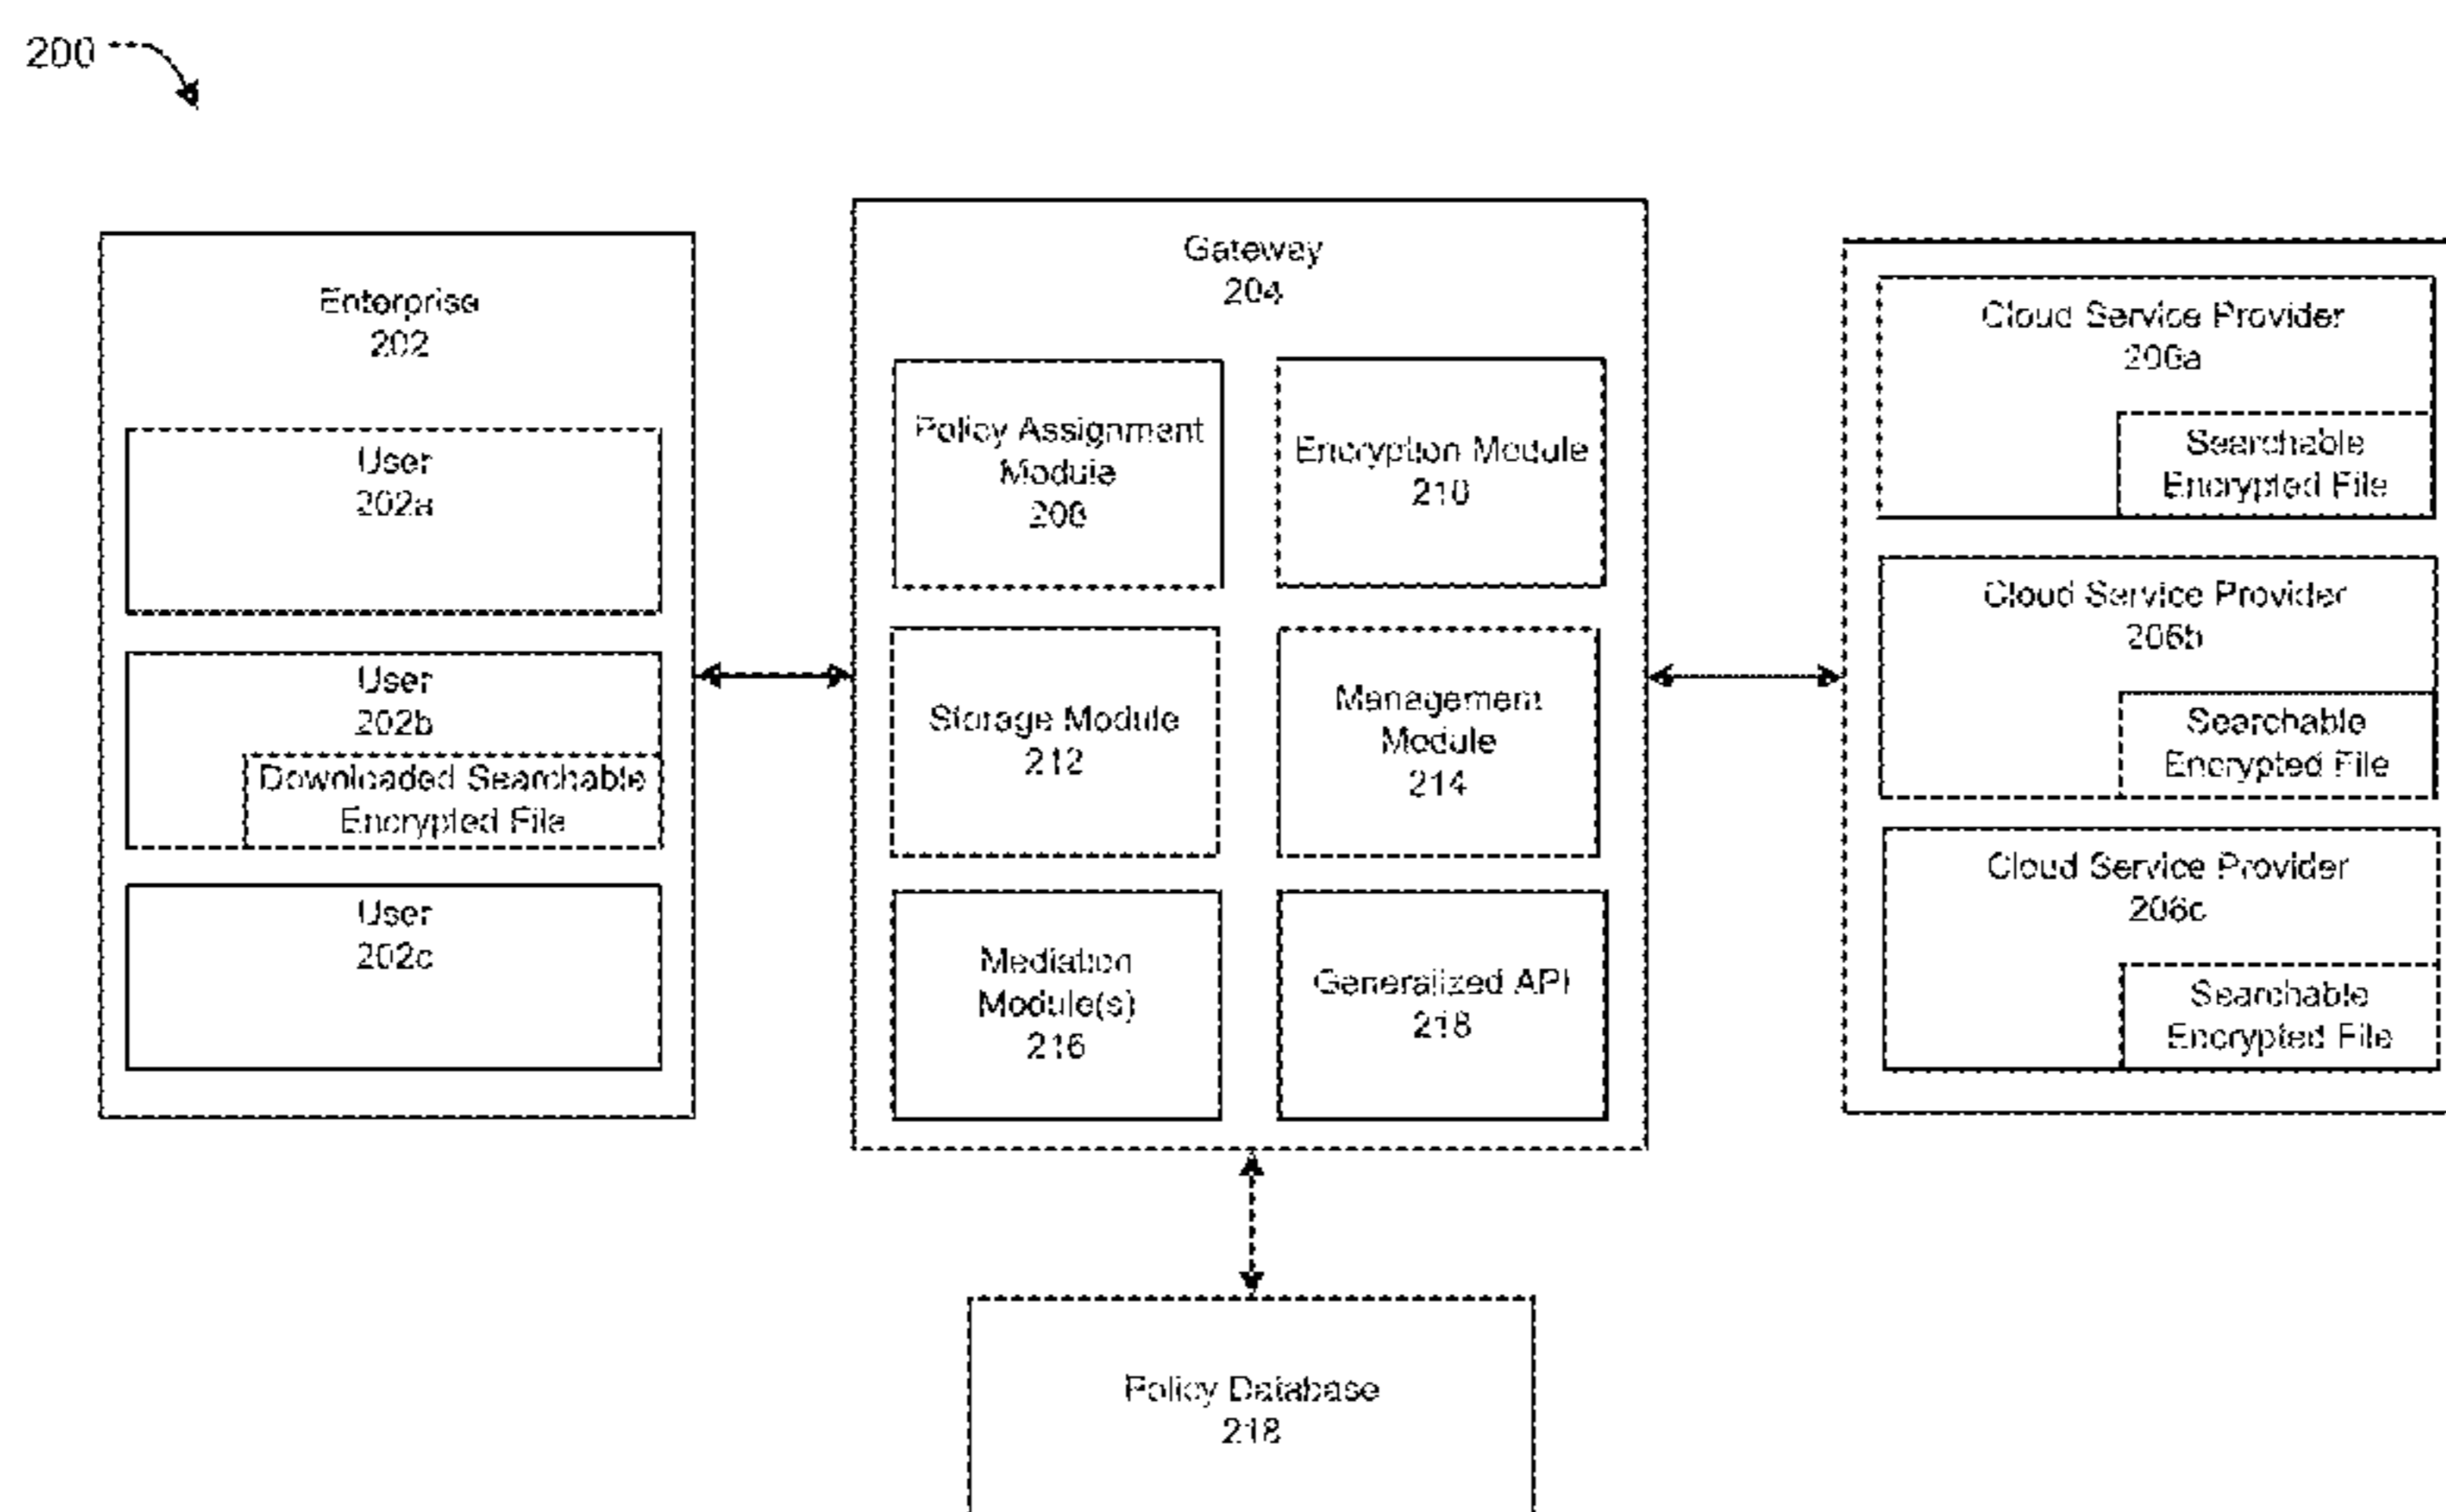 200
Enterprise
202
User
202a
User
202b
Downloaded Searchable
Encrypted File
User
202c
Gateway
204
Policy Assignment
Module
208
Encryption Module
210
Storage Module
212
Management
Module
214
Mediation
Module(s)
216
Generalized API
218
Cloud Service Provider
206a
Searchable
Encrypted File
Cloud Service Provider
206b
Searchable
Encrypted File
Cloud Service Provider
206c
Searchable
Encrypted File
Policy Database
218